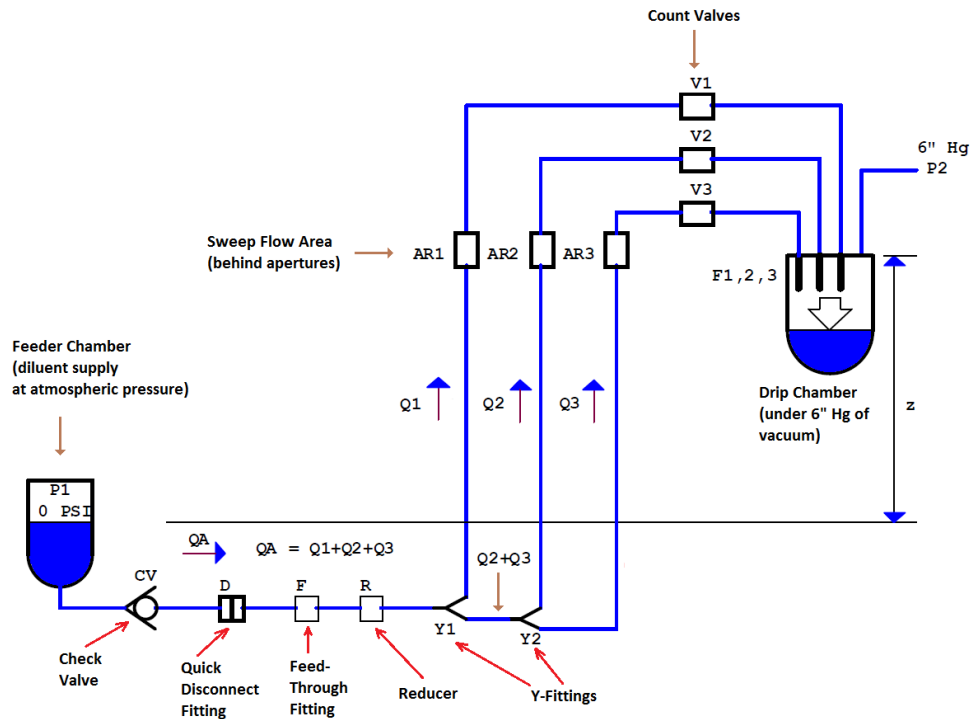 Count Valves
V1
V2
6" Hg
P2
V3
Sweep Flow Area
(behind apertures)
AR1
AR2
AR3
F1,2,3
Feeder Chamber
(diluent supply
at atmospheric pressure)
Q1
Q2
Q3
Drip Chamber
(under 6" Hg of
vacuum)
z
P1
0 PSI
QA
QA = Q1+Q2+Q3
Q2+Q3
CV
D
F
R
Y1
Y2
Check
Valve
Quick
Disconnect
Fitting
Feed-
Through
Fitting
Reducer
Y-Fittings